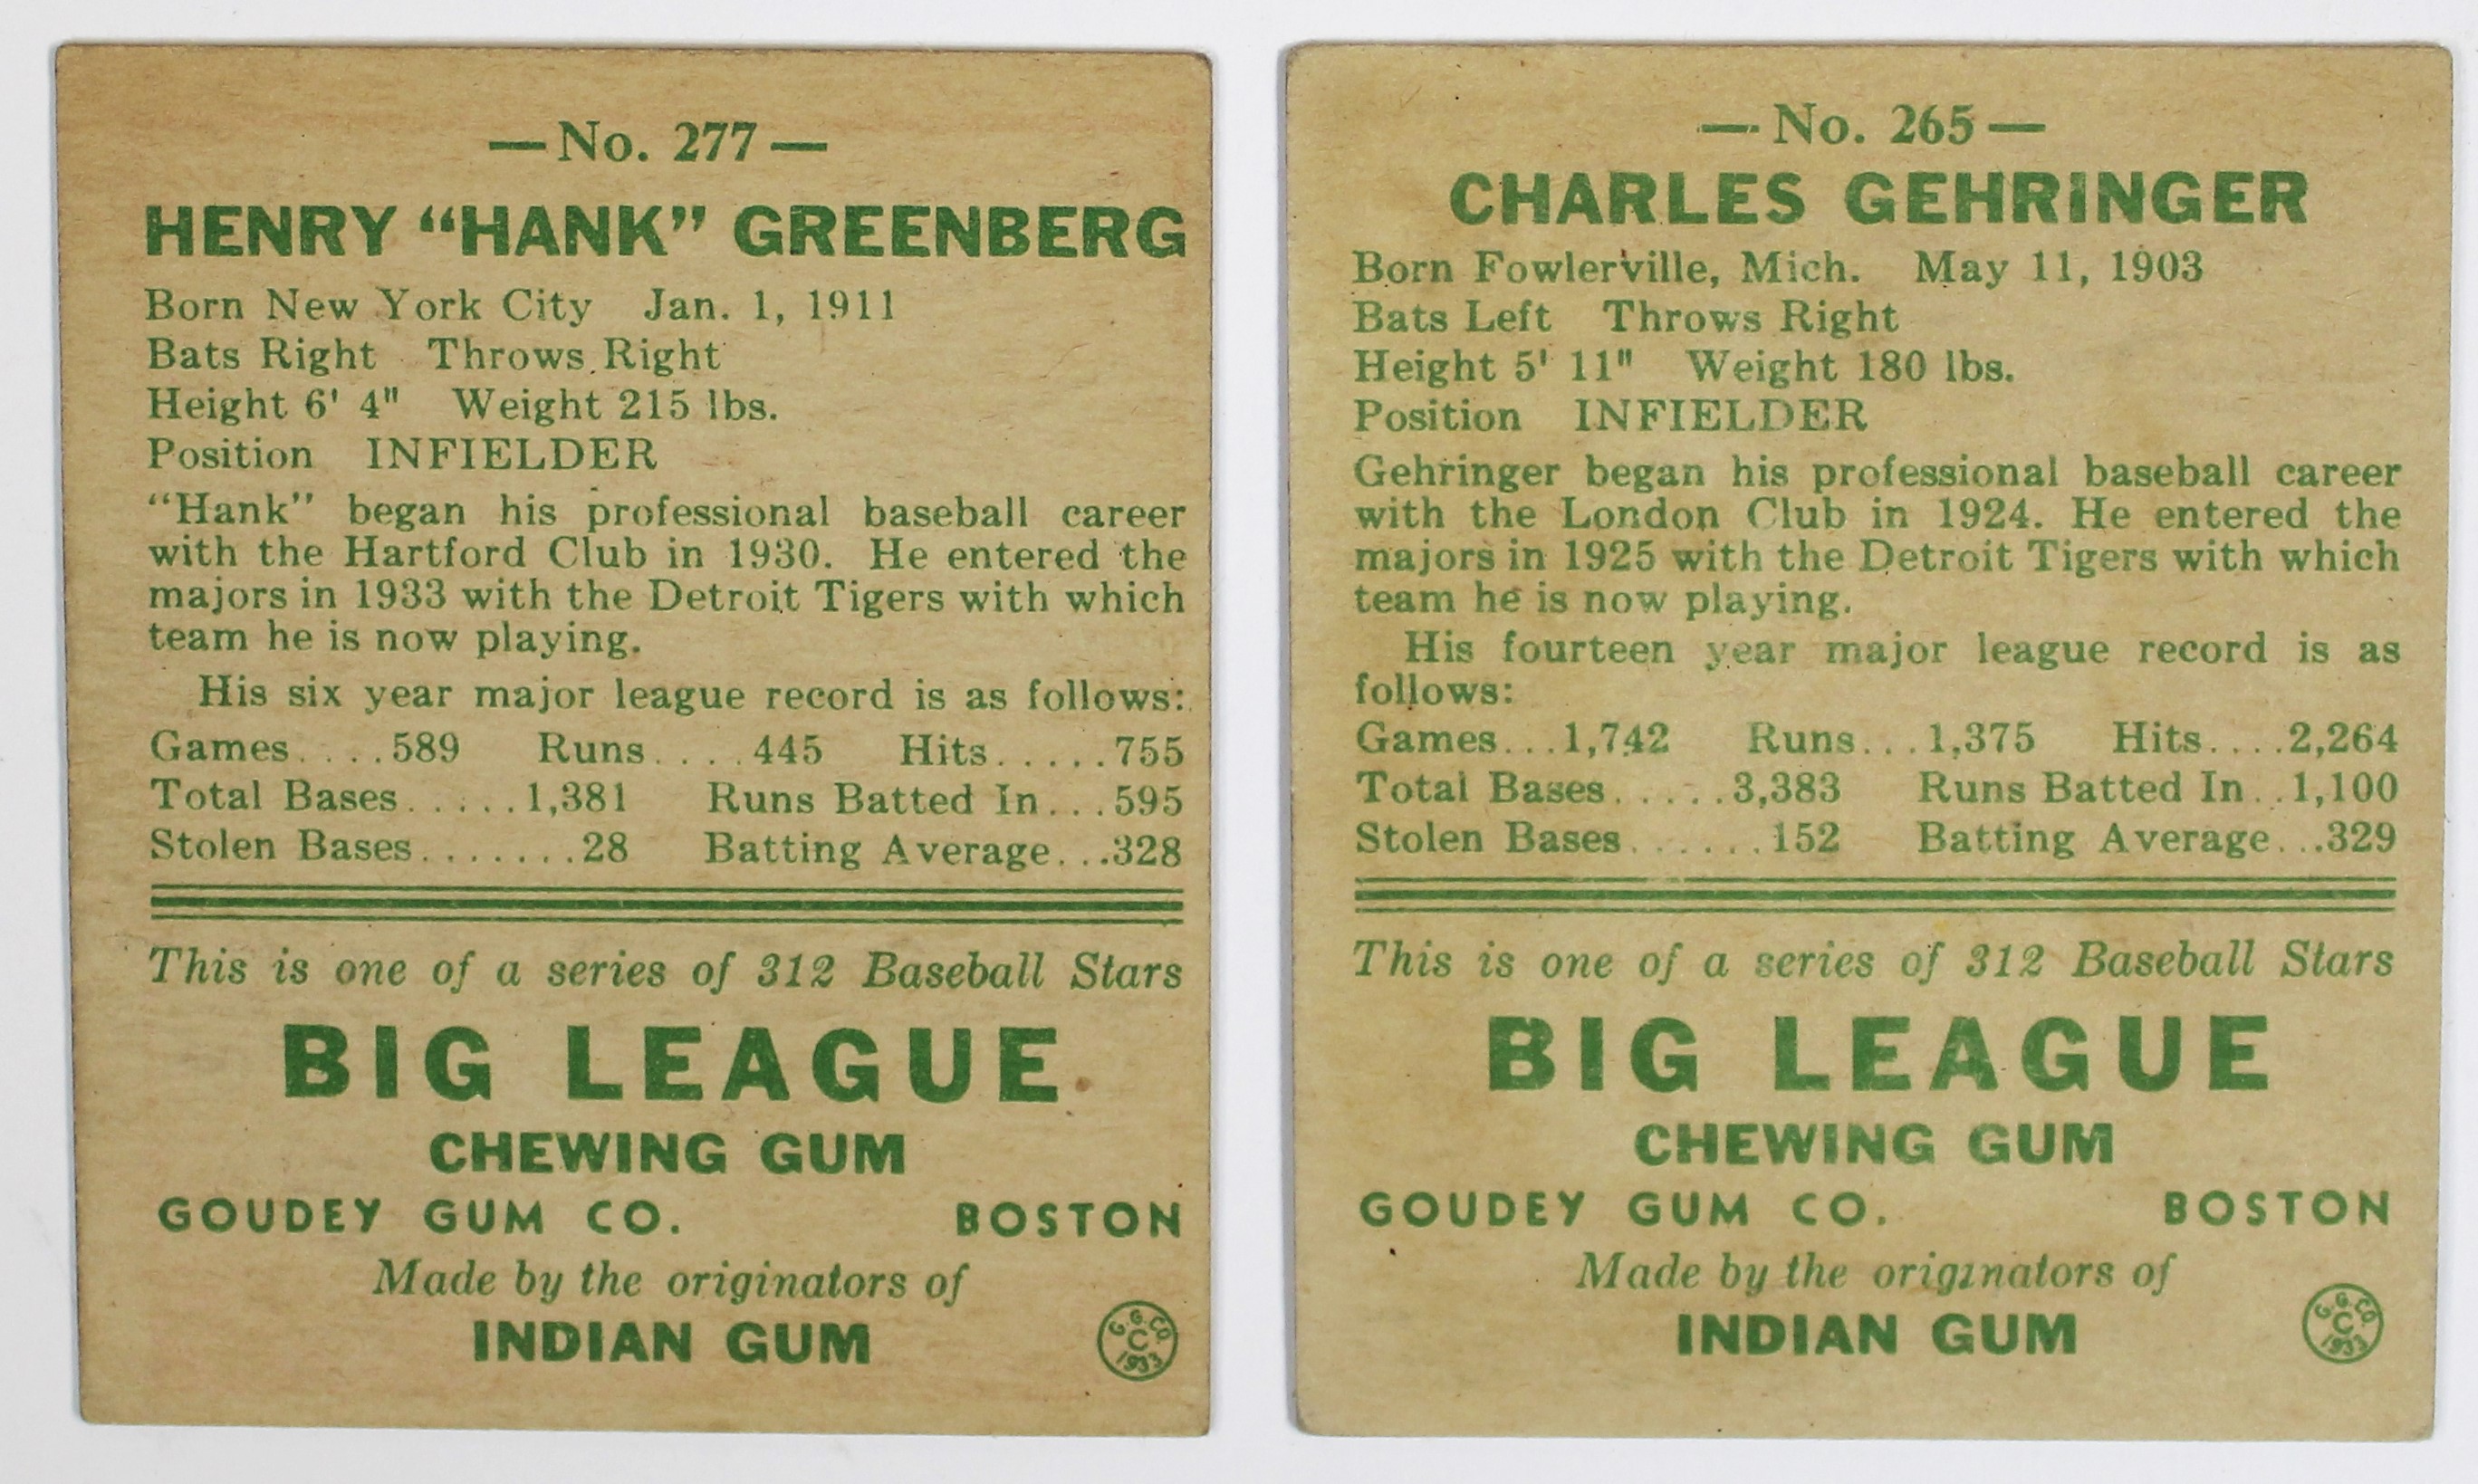 — No. 277 —
HENRY “HANK” GREENBERG
Born New York City Jan. 1, 1911
Bats Right Throws Right
Height 6' 4" Weight 215 lbs.
Position INFIELDER
“Hank” began his professional baseball career
with the Hartford Club in 1930. He entered the
majors in 1933 with the Detroit Tigers with which
team he is now playing.
His six year major league record is as follows:
Games....589 Runs....445 Hits.....755
Total Bases.....1,381 Runs Batted In...595
Stolen Bases.......28 Batting Average...328
This is one of a series of 312 Baseball Stars
BIG LEAGUE
CHEWING GUM
GOUDEY GUM CO. BOSTON
Made by the originators of
INDIAN GUM
G. G. CO.
C
1933
— No. 265 —
CHARLES GEHRINGER
Born Fowlerville, Mich. May 11, 1903
Bats Left Throws Right
Height 5' 11" Weight 180 lbs.
Position INFIELDER
Gehringer began his professional baseball career
with the London Club in 1924. He entered the
majors in 1925 with the Detroit Tigers with which
team he is now playing.
His fourteen year major league record is as
follows:
Games...1,742 Runs...1,375 Hits....2,264
Total Bases.....3,383 Runs Batted In..1,100
Stolen Bases......152 Batting Average...329
This is one of a series of 312 Baseball Stars
BIG LEAGUE
CHEWING GUM
GOUDEY GUM CO. BOSTON
Made by the originators of
INDIAN GUM
G. G. CO.
C
1933